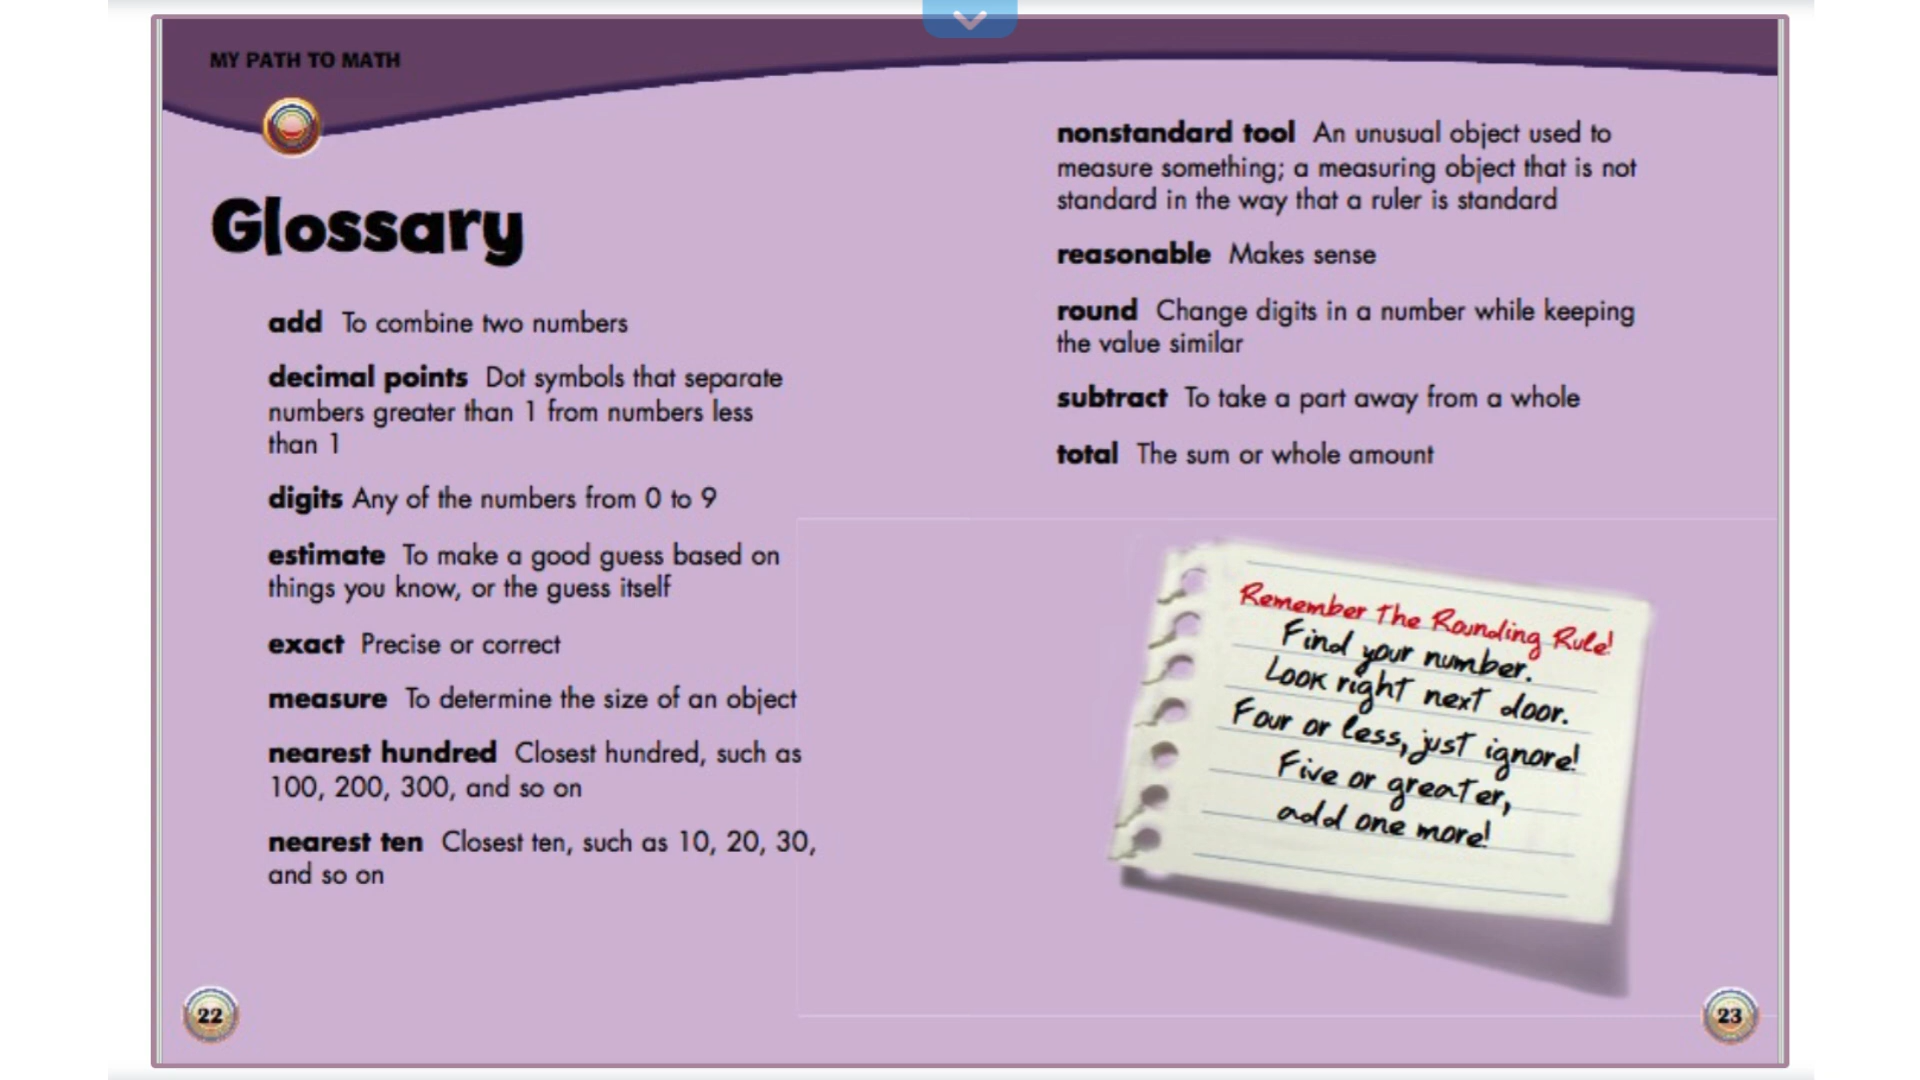 MY PATH TO MATH
Glossary
add To combine two numbers
decimal points Dot symbols that separate
numbers greater than 1 from numbers less
than 1
digits Any of the numbers from 0 to 9
estimate To make a good guess based on
things you know, or the guess itself
exact Precise or correct
measure To determine the size of an object
nearest hundred Closest hundred, such as
100, 200, 300, and so on
nearest ten Closest ten, such as 10, 20, 30,
and so on
22
nonstandard tool An unusual object used to
measure something; a measuring object that is not
standard in the way that a ruler is standard
reasonable Makes sense
round Change digits in a number while keeping
the value similar
subtract To take a part away from a whole
total The sum or whole amount
Remember The Rounding Rule!
Find your number.
Look right next door.
Four or less, just ignore!
Five or greater,
add one more!
23